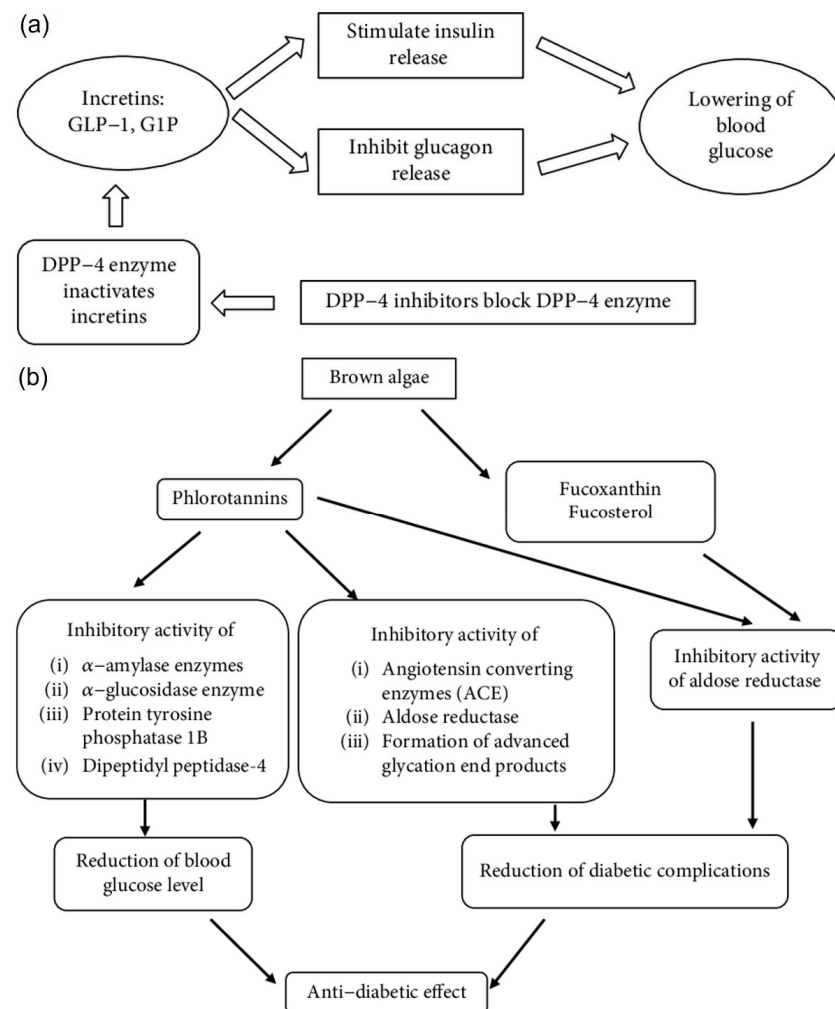 (a)
Stimulate insulin
release
Incretins:
GLP−1, G1P
Lowering of
blood
glucose
Inhibit glucagon
release
DPP−4 enzyme
inactivates
incretins
DPP−4 inhibitors block DPP−4 enzyme
(b)
Brown algae
Phlorotannins
Fucoxanthin
Fucosterol
Inhibitory activity of
(i) α−amylase enzymes
(ii) α−glucosidase enzyme
(iii) Protein tyrosine
phosphatase 1B
(iv) Dipeptidyl peptidase-4
Inhibitory activity of
(i) Angiotensin converting
enzymes (ACE)
(ii) Aldose reductase
(iii) Formation of advanced
glycation end products
Inhibitory activity
of aldose reductase
Reduction of blood
glucose level
Reduction of diabetic complications
Anti−diabetic effect